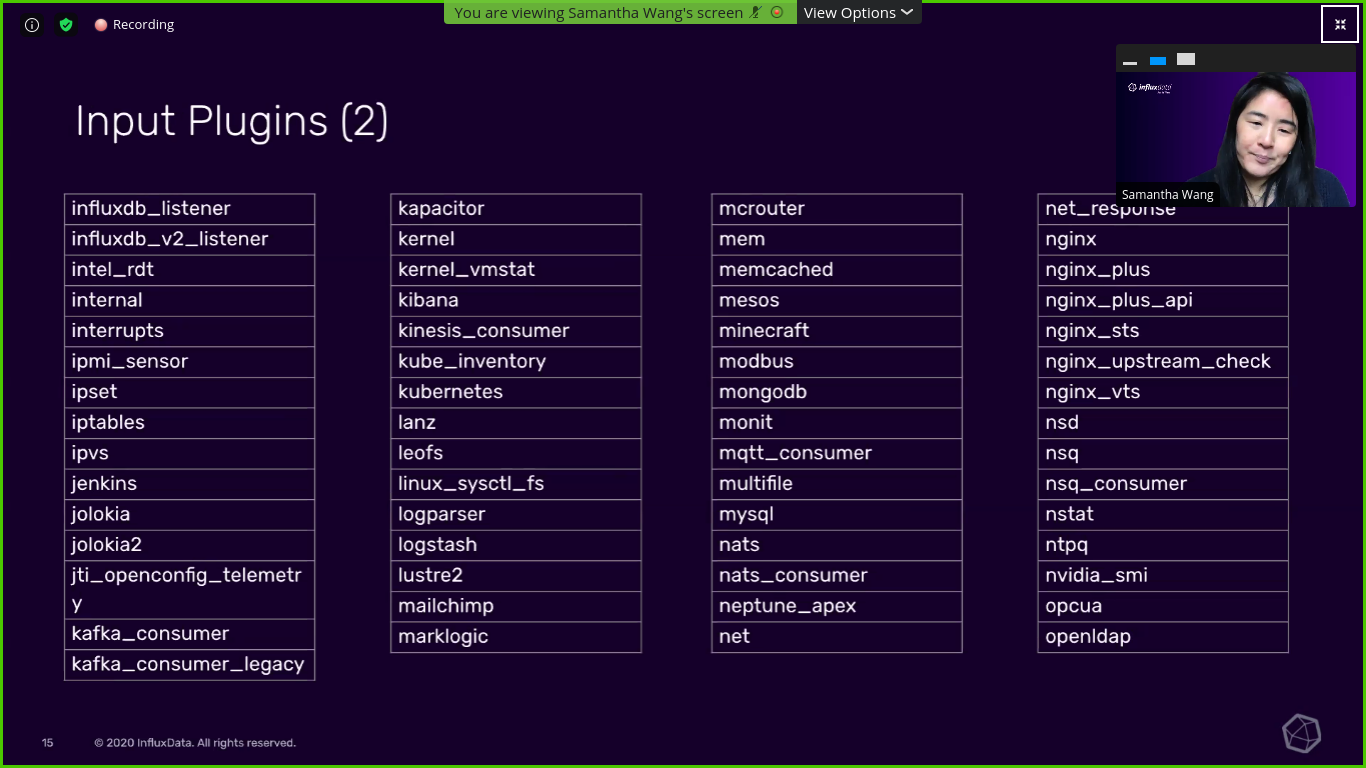 You are viewing Samantha Wang's screen
View Options
Recording
influxdata
Samantha Wang
Input Plugins (2)
influxdb_listener
influxdb_v2_listener
intel_rdt
internal
interrupts
ipmi_sensor
ipset
iptables
ipvs
jenkins
jolokia
jolokia2
jti_openconfig_telemetr
y
kafka_consumer
kafka_consumer_legacy
kapacitor
kernel
kernel_vmstat
kibana
kinesis_consumer
kube_inventory
kubernetes
lanz
leofs
linux_sysctl_fs
logparser
logstash
lustre2
mailchimp
marklogic
mcrouter
mem
memcached
mesos
minecraft
modbus
mongodb
monit
mqtt_consumer
multifile
mysql
nats
nats_consumer
neptune_apex
net
net_response
nginx
nginx_plus
nginx_plus_api
nginx_sts
nginx_upstream_check
nginx_vts
nsd
nsq
nsq_consumer
nstat
ntpq
nvidia_smi
opcua
openldap
15
© 2020 InfluxData. All rights reserved.